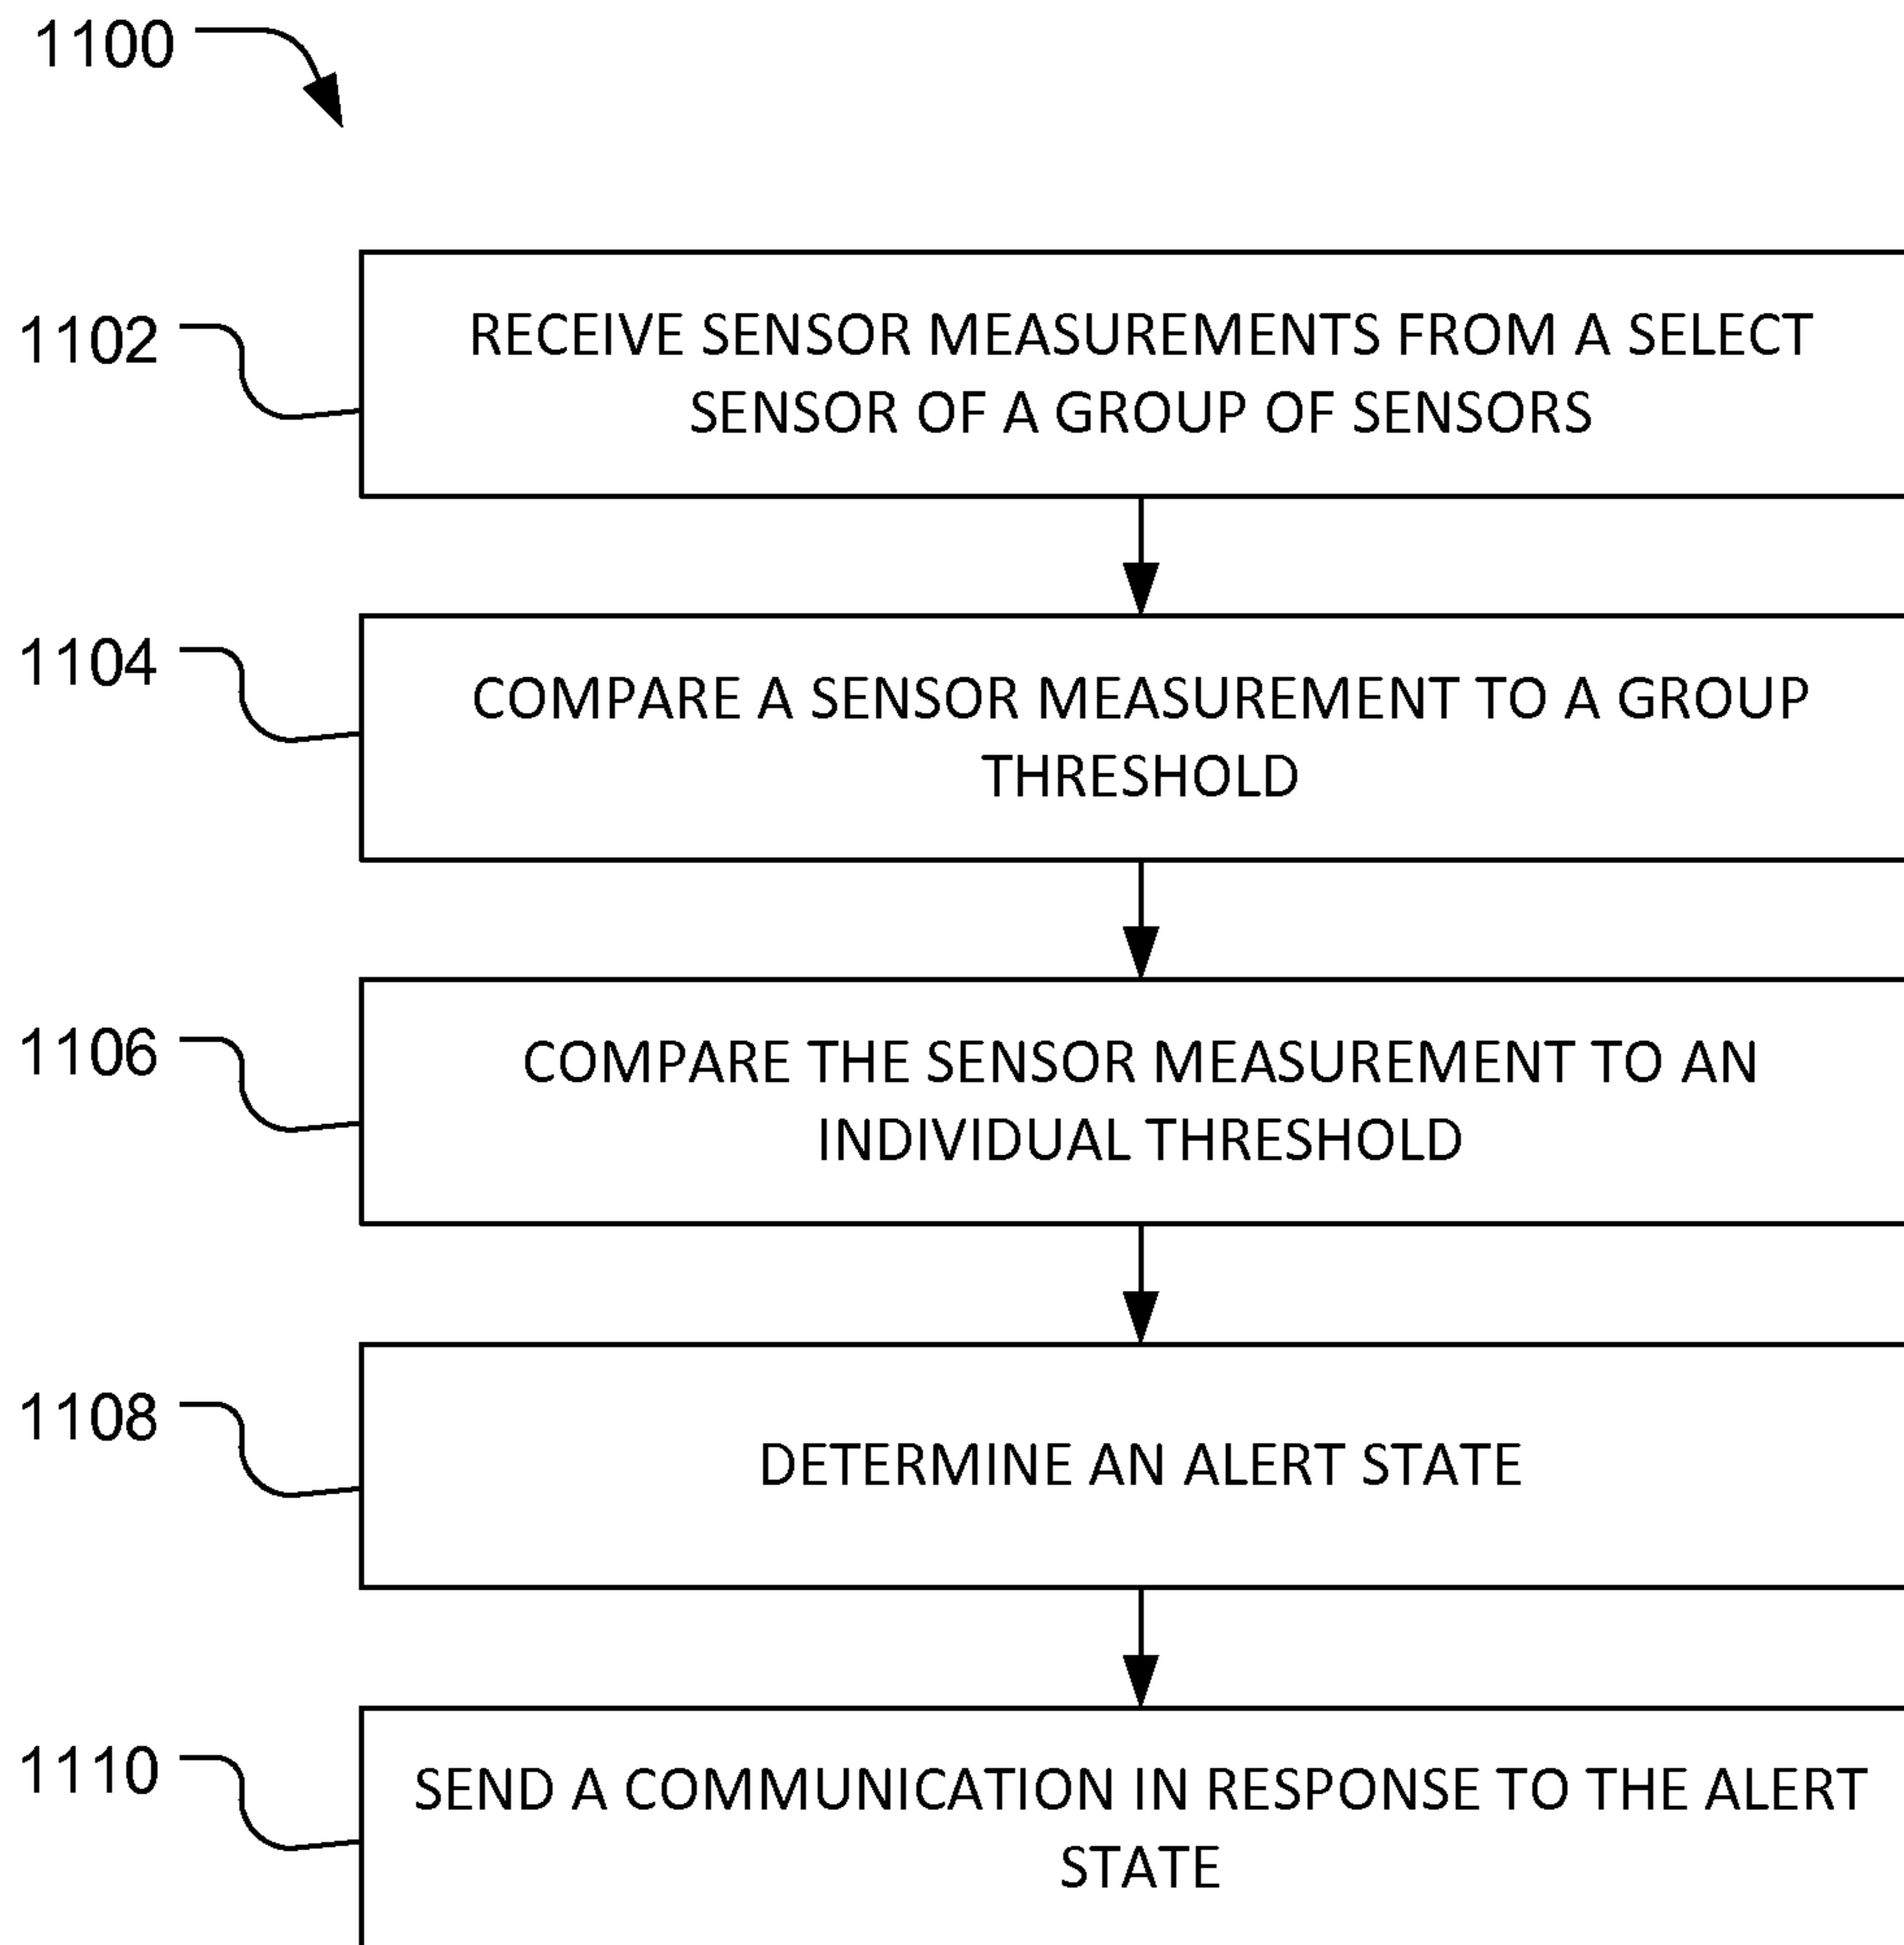 1100
1102
RECEIVE SENSOR MEASUREMENTS FROM A SELECT
SENSOR OF A GROUP OF SENSORS
1104
COMPARE A SENSOR MEASUREMENT TO A GROUP
THRESHOLD
1106
COMPARE THE SENSOR MEASUREMENT TO AN
INDIVIDUAL THRESHOLD
1108
DETERMINE AN ALERT STATE
1110
SEND A COMMUNICATION IN RESPONSE TO THE ALERT
STATE